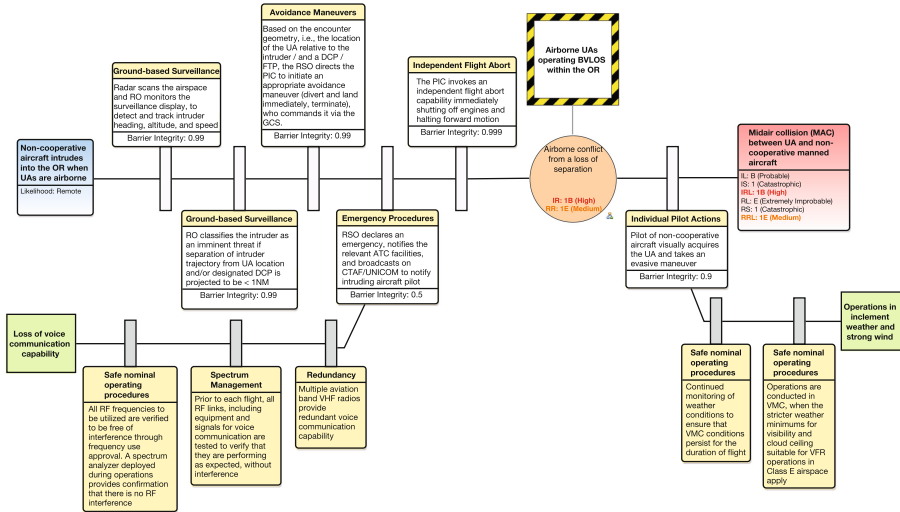 Avoidance Maneuvers
Based on the encounter
geometry, i.e., the location
of the UA relative to the
intruder / and a DCP /
FTP, the RSO directs the
PIC to initiate an
appropriate avoidance
maneuver (divert and land
immediately, terminate),
who commands it via the
GCS.
Barrier Integrity: 0.99
Airborne UAs
operating BVLOS
within the OR
Ground-based Surveillance
Radar scans the airspace
and RO monitors the
surveillance display, to
detect and track intruder
heading, altitude, and speed
Barrier Integrity: 0.99
Independent Flight Abort
The PIC invokes an
independent flight abort
capability immediately
shutting off engines and
halting forward motion
Barrier Integrity: 0.999
Non-cooperative
aircraft intrudes
into the OR when
UAs are airborne
Likelihood: Remote
Airborne conflict
from a loss of
separation
IR: 1B (High)
RR: 1E (Medium)
Midair collision (MAC)
between UA and non-
cooperative manned
aircraft
IL: B (Probable)
IS: 1 (Catastrophic)
IRL: 1B (High)
RL: E (Extremely Improbable)
RS: 1 (Catastrophic)
RRL: 1E (Medium)
Ground-based Surveillance
RO classifies the intruder as
an imminent threat if
separation of intruder
trajectory from UA location
and/or designated DCP is
projected to be < 1NM
Barrier Integrity: 0.99
Emergency Procedures
RSO declares an
emergency, notifies the
relevant ATC facilities,
and broadcasts on
CTAF/UNICOM to notify
intruding aircraft pilot
Barrier Integrity: 0.5
Individual Pilot Actions
Pilot of non-cooperative
aircraft visually acquires
the UA and takes an
evasive maneuver
Barrier Integrity: 0.9
Loss of voice
communication
capability
Operations in
inclement
weather and
strong wind
Safe nominal
operating
procedures
All RF frequencies to
be utilized are verified
to be free of
interference through
frequency use
approval. A spectrum
analyzer deployed
during operations
provides confirmation
that there is no RF
interference
Spectrum
Management
Prior to each flight, all
RF links, including
equipment and
signals for voice
communication are
tested to verify that
they are performing
as expected, without
interference
Redundancy
Multiple aviation
band VHF radios
provide
redundant voice
communication
capability
Safe nominal
operating
procedures
Continued
monitoring of
weather
conditions to
ensure that
VMC conditions
persist for the
duration of flight
Safe nominal
operating
procedures
Operations are
conducted in
VMC, when the
stricter weather
minimums for
visibility and
cloud ceiling
suitable for VFR
operations in
Class E airspace
apply